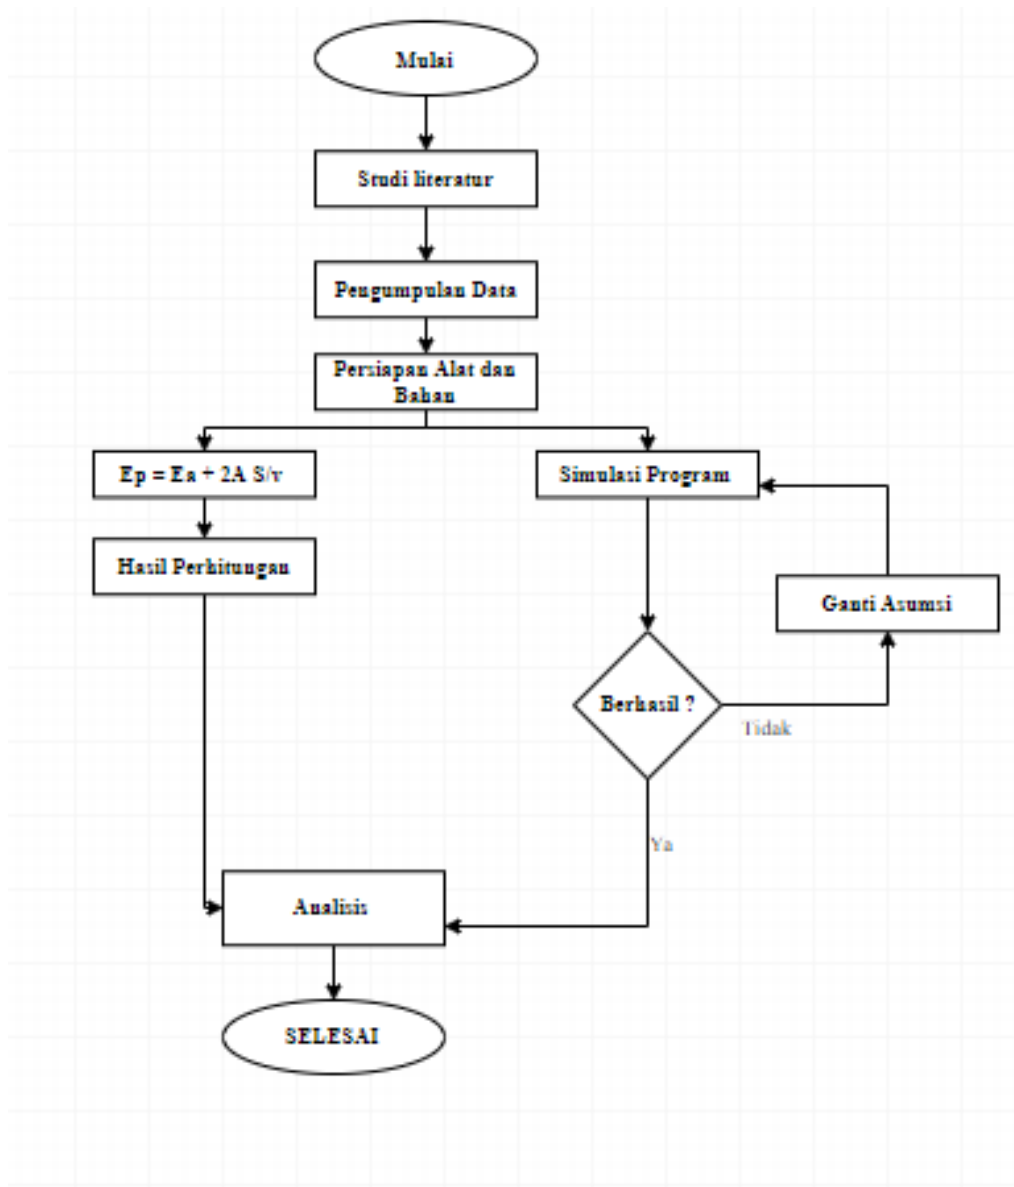 Mulai
Studi literatur
Pengumpulan Data
Persiapan Alat dan
Bahan
Ep = Ea + 2A S/v
Simulasi Program
Hasil Perhitungan
Ganti Asumsi
Berhasil ?
Tidak
Ya
Analisis
SELESAI